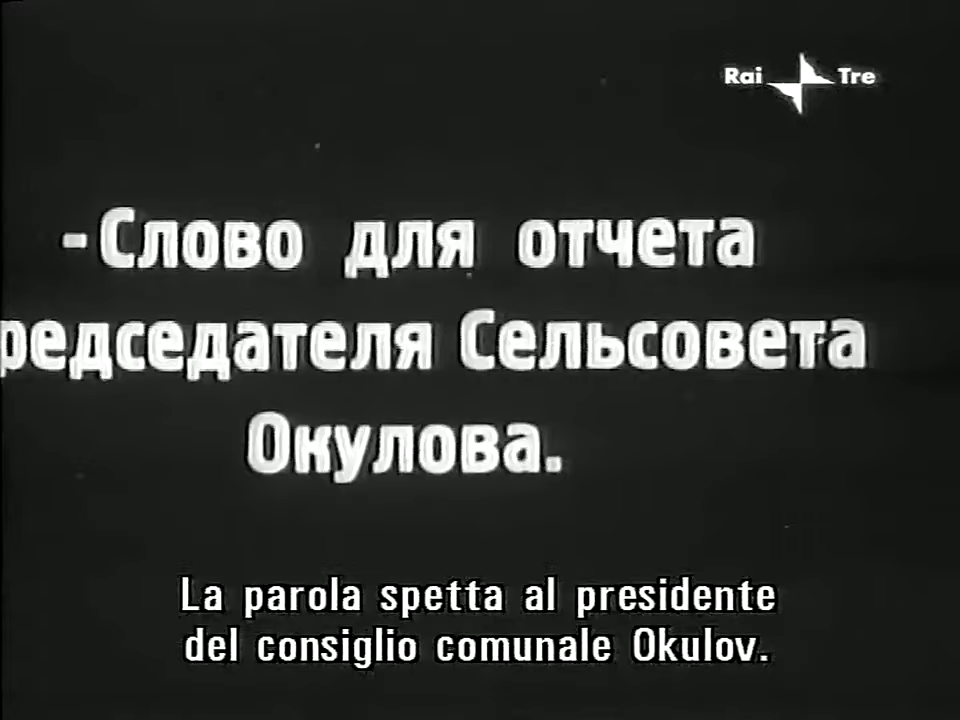 Rai Tre
-Слово для отчета
редседателя Сельсовета
Окулова.
La parola spetta al presidente
del consiglio comunale Okulov.